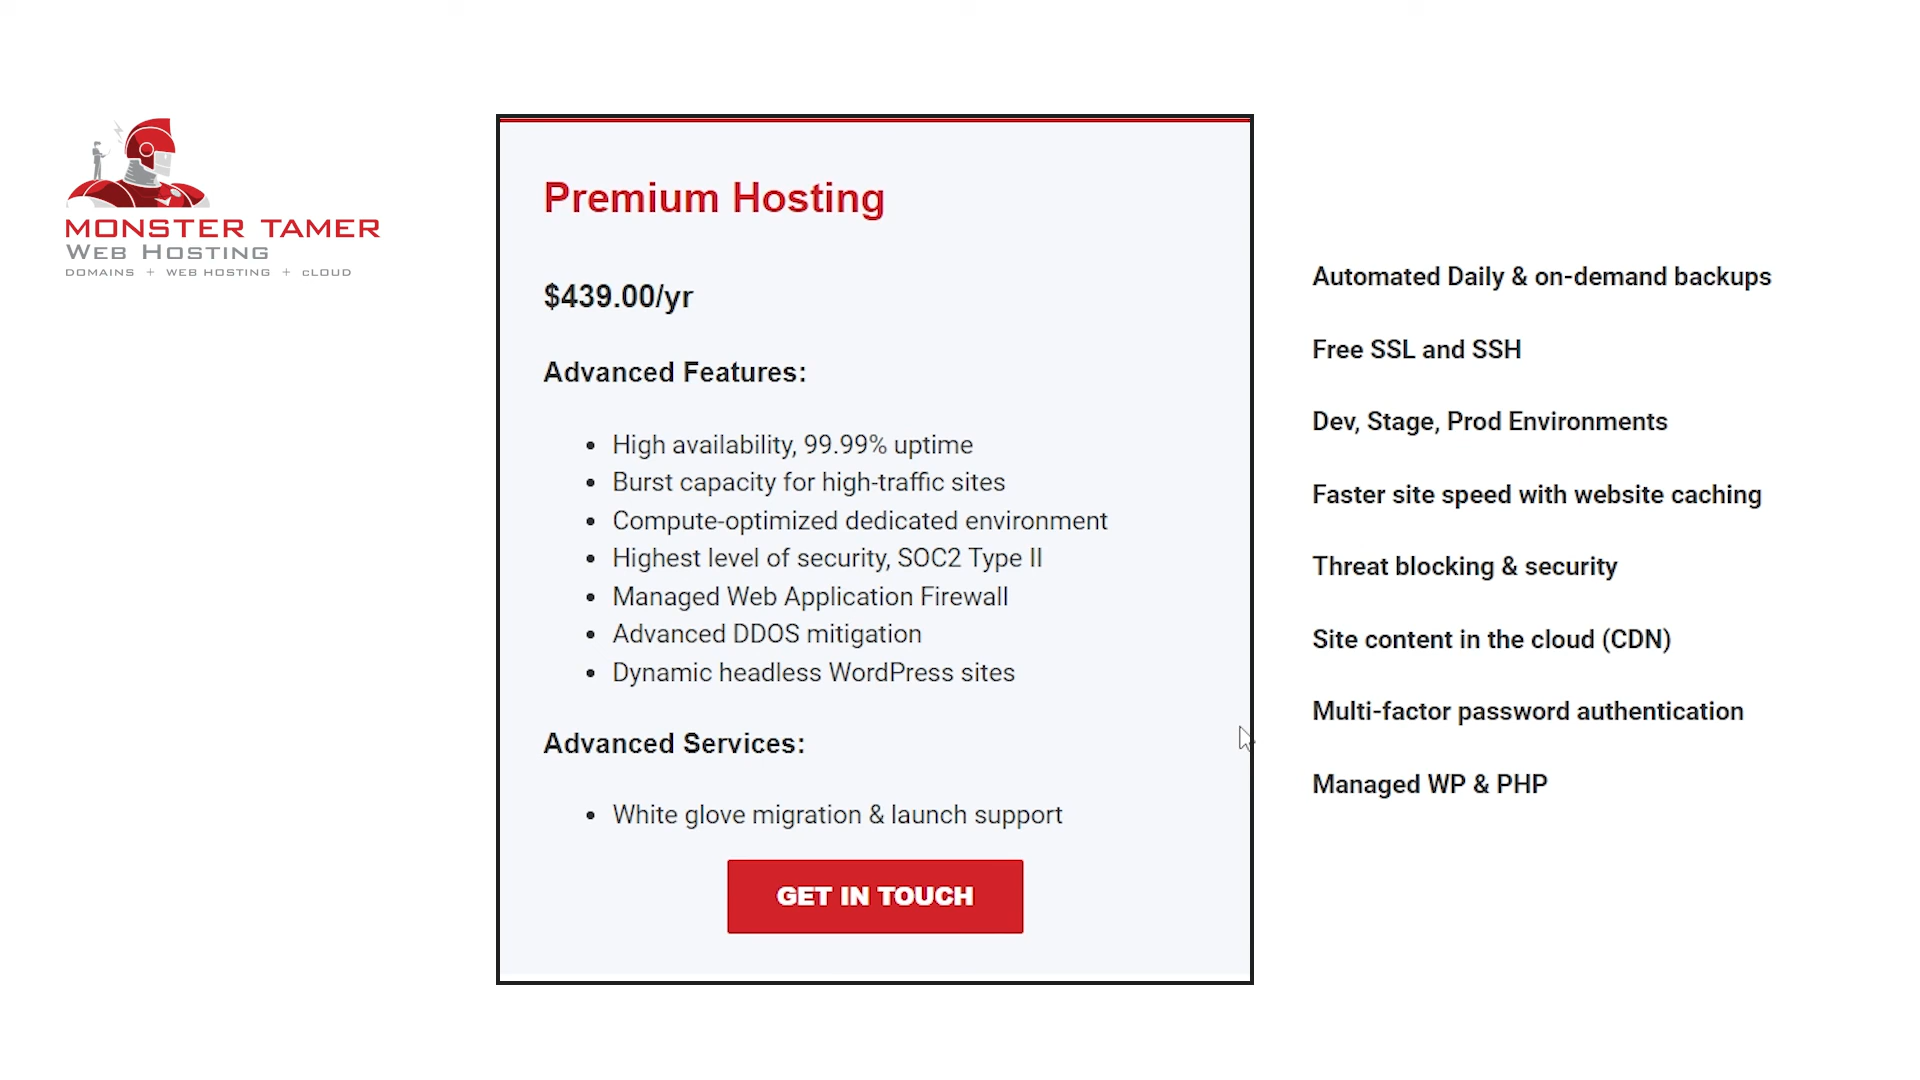 MONSTER TAMER
WEB HOSTING
DOMAINS + WEB HOSTING + cLOUD
Premium Hosting
$439.00/yr
Advanced Features:
• High availability, 99.99% uptime
• Burst capacity for high-traffic sites
• Compute-optimized dedicated environment
• Highest level of security, SOC2 Type II
• Managed Web Application Firewall
• Advanced DDOS mitigation
• Dynamic headless WordPress sites
Advanced Services:
• White glove migration & launch support
GET IN TOUCH
Automated Daily & on-demand backups
Free SSL and SSH
Dev, Stage, Prod Environments
Faster site speed with website caching
Threat blocking & security
Site content in the cloud (CDN)
Multi-factor password authentication
Managed WP & PHP